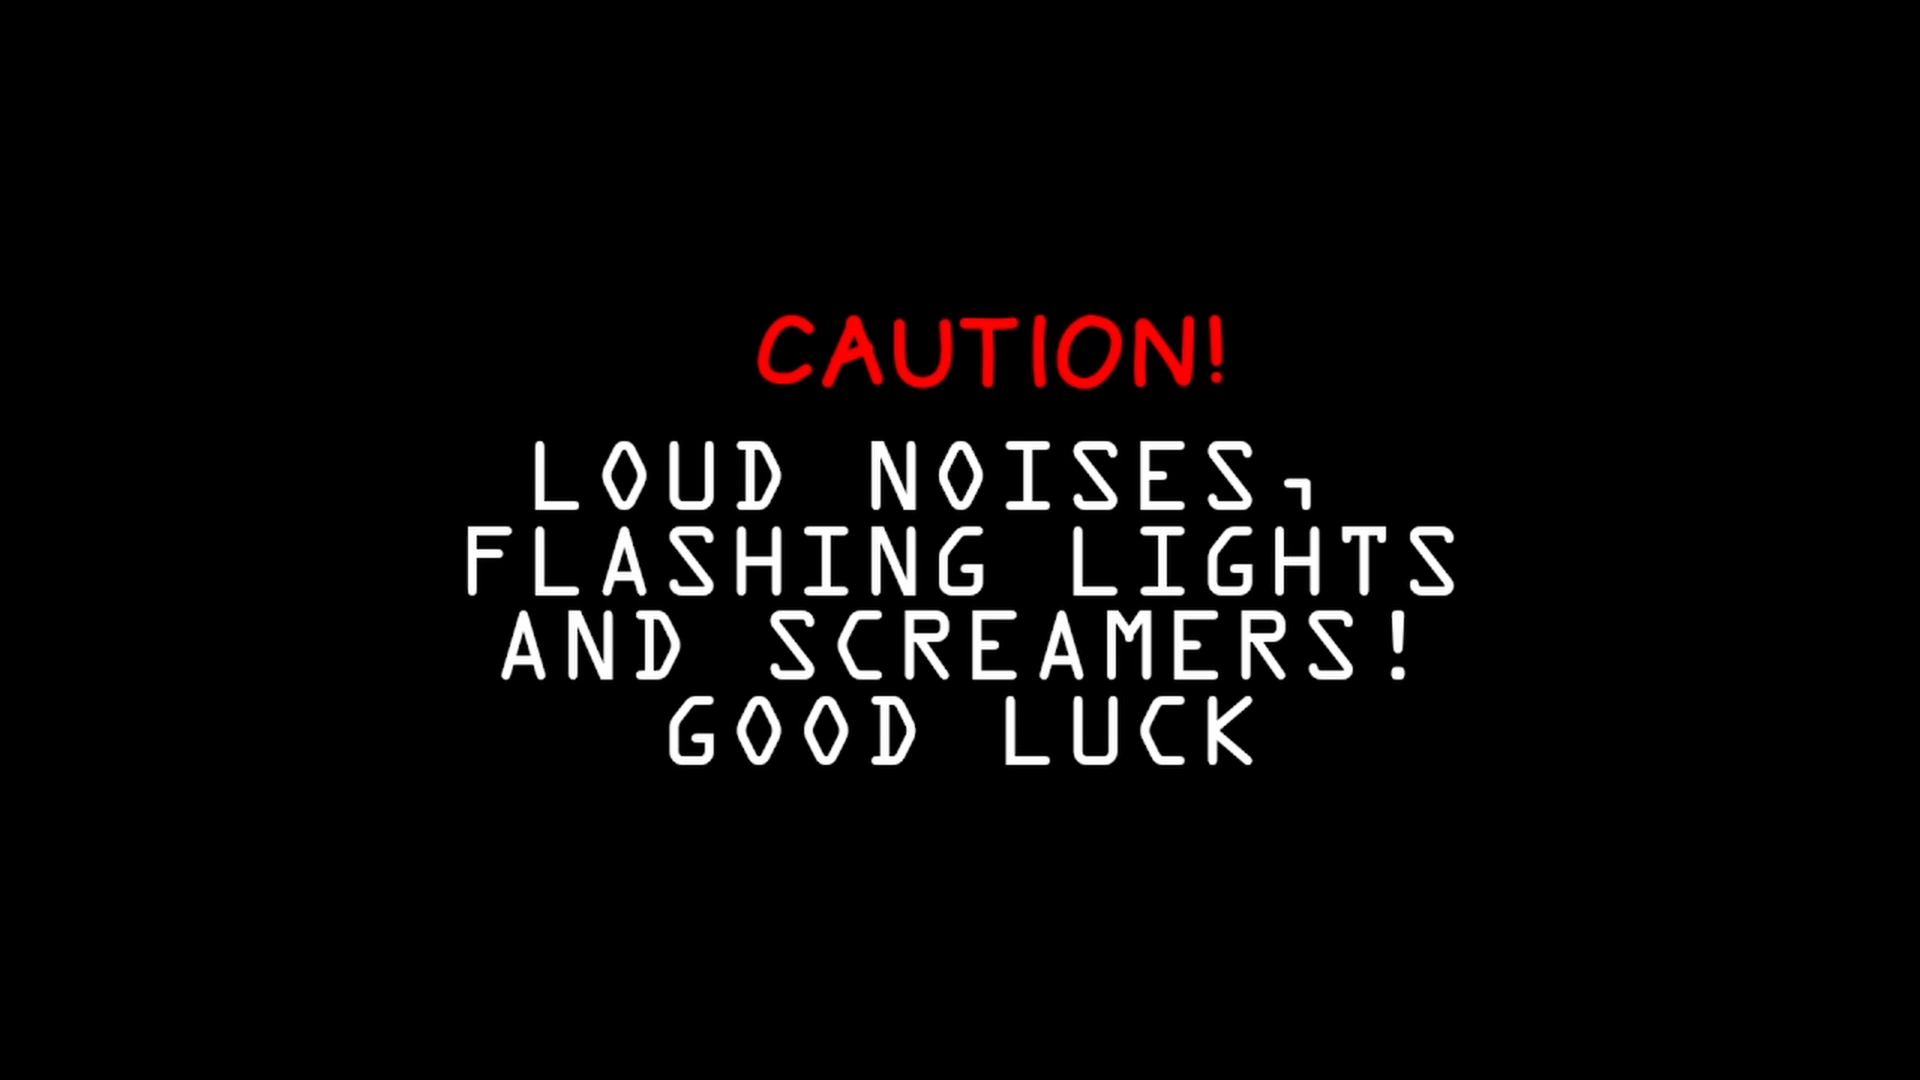 CAUTION!
LOUD NOISES,
FLASHING LIGHTS
AND SCREAMERS!
GOOD LUCK